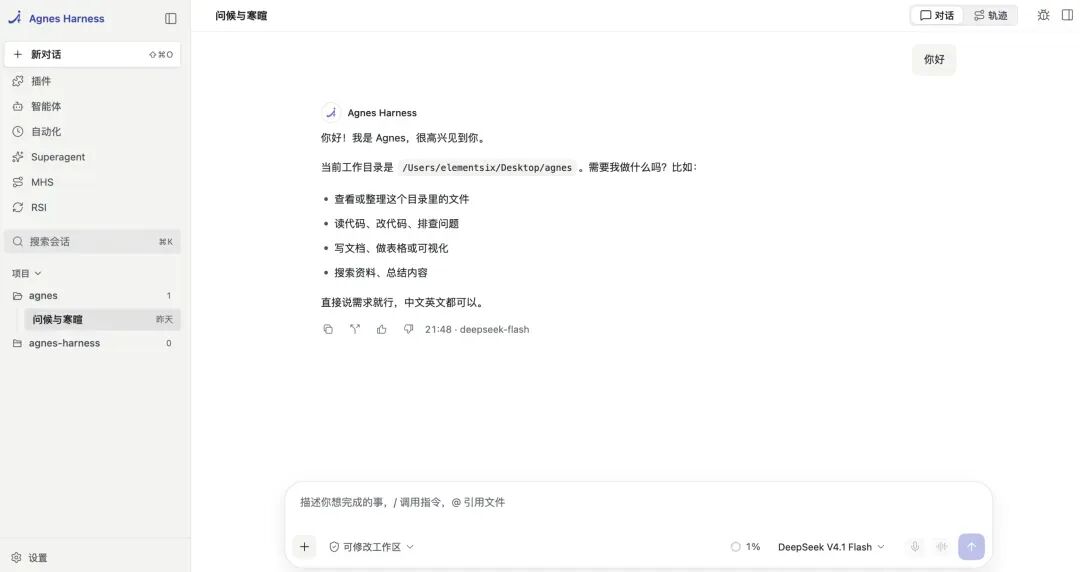 Agnes Harness
新对话 ⇧⌘O
插件
智能体
自动化
Superagent
MHS
RSI
搜索会话 ⌘K
项目
agnes 1
问候与寒暄 昨天
agnes-harness 0
设置
问候与寒暄
对话 轨迹
你好
Agnes Harness
你好！我是 Agnes，很高兴见到你。
当前工作目录是 /Users/elementsix/Desktop/agnes 。需要我做什么吗？比如：
• 查看或整理这个目录里的文件
• 读代码、改代码、排查问题
• 写文档、做表格或可视化
• 搜索资料、总结内容
直接说需求就行，中文英文都可以。
21:48 · deepseek-flash
描述你想完成的事，/ 调用指令，@ 引用文件
可修改工作区 1% DeepSeek V4.1 Flash